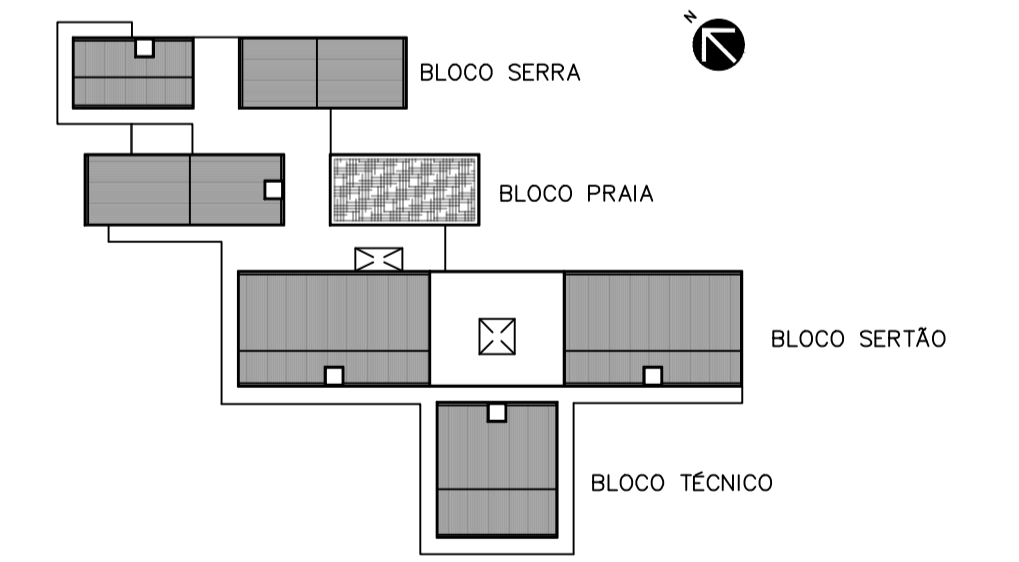 N
BLOCO SERRA
BLOCO PRAIA
BLOCO SERTÃO
BLOCO TÉCNICO